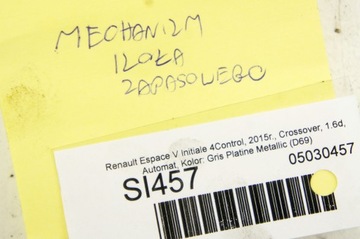 MECHANIZM
KOŁA
ZAPASOWEGO
Renault Espace V Initiale 4Control, 2015r., Crossover, 1.6d,
Automat, Kolor: Gris Platine Metallic (D69)
SI457
05030457